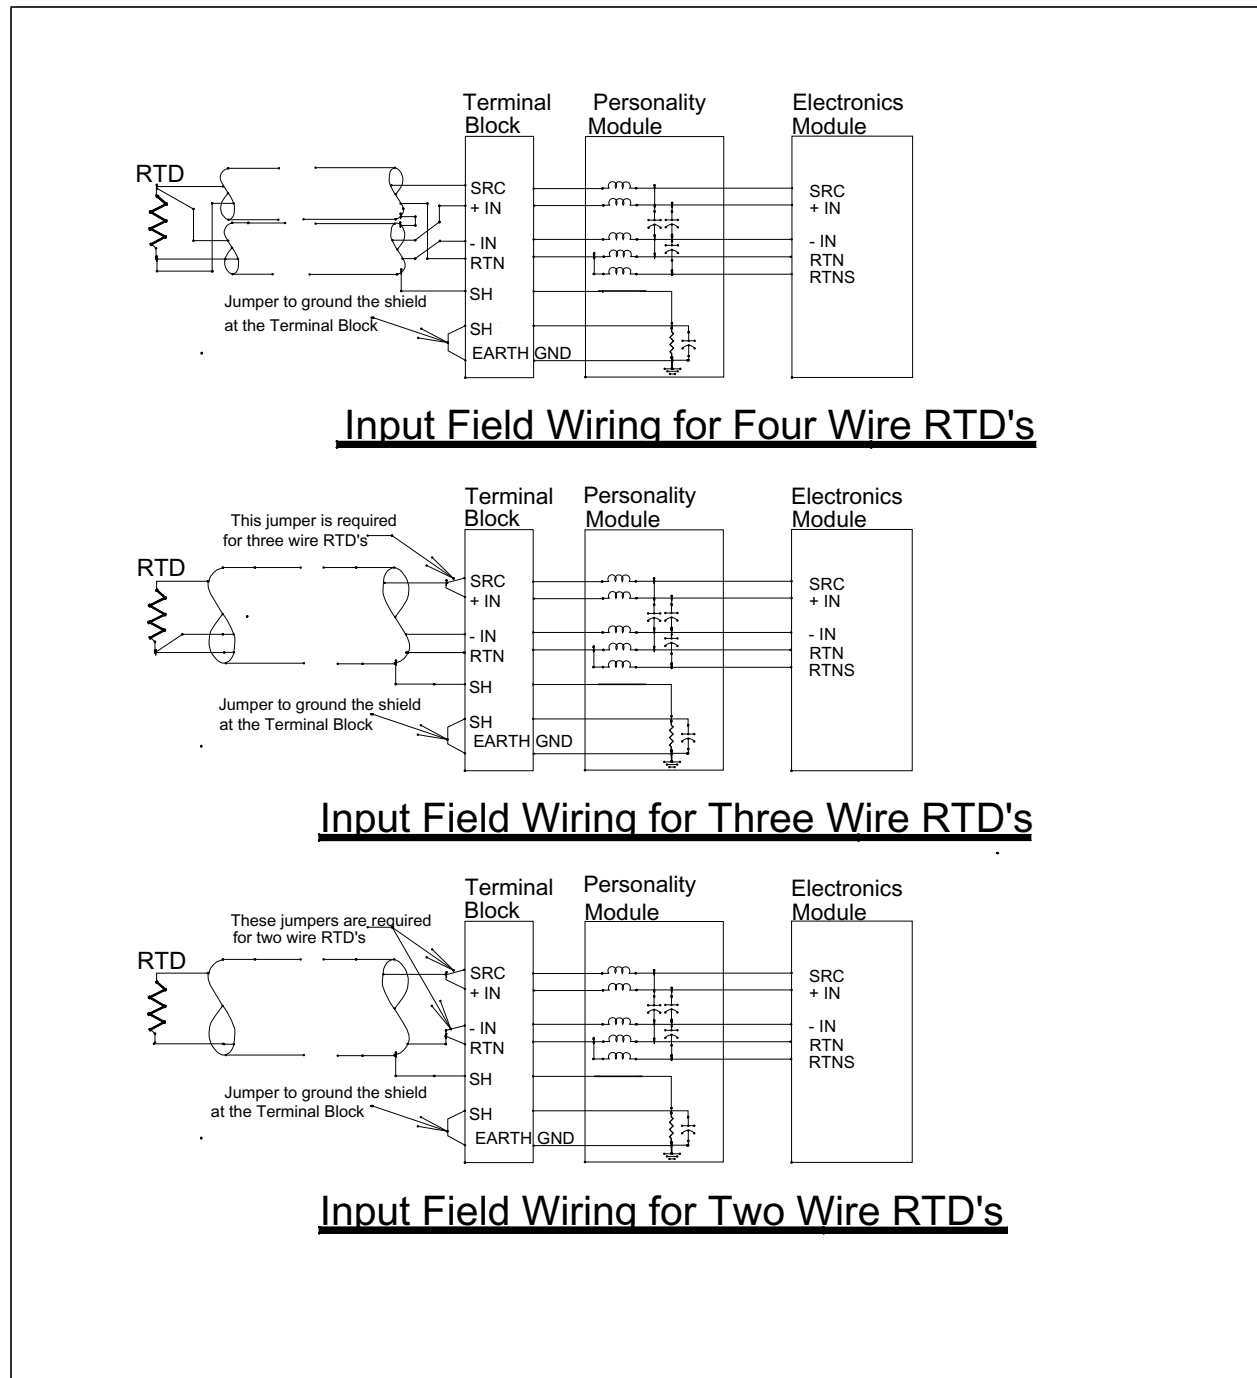 Terminal
Block
Personality
Module
Electronics
Module
RTD
SRC
+ IN
- IN
RTN
SH
SH
EARTH GND
SRC
+ IN
- IN
RTN
RTNS
Jumper to ground the shield
at the Terminal Block
Input Field Wiring for Four Wire RTD's
Terminal
Block
Personality
Module
Electronics
Module
This jumper is required
for three wire RTD's
RTD
SRC
+ IN
- IN
RTN
SH
SH
EARTH GND
SRC
+ IN
- IN
RTN
RTNS
Jumper to ground the shield
at the Terminal Block
Input Field Wiring for Three Wire RTD's
Terminal
Block
Personality
Module
Electronics
Module
These jumpers are required
for two wire RTD's
RTD
SRC
+ IN
- IN
RTN
SH
SH
EARTH GND
SRC
+ IN
- IN
RTN
RTNS
Jumper to ground the shield
at the Terminal Block
Input Field Wiring for Two Wire RTD's